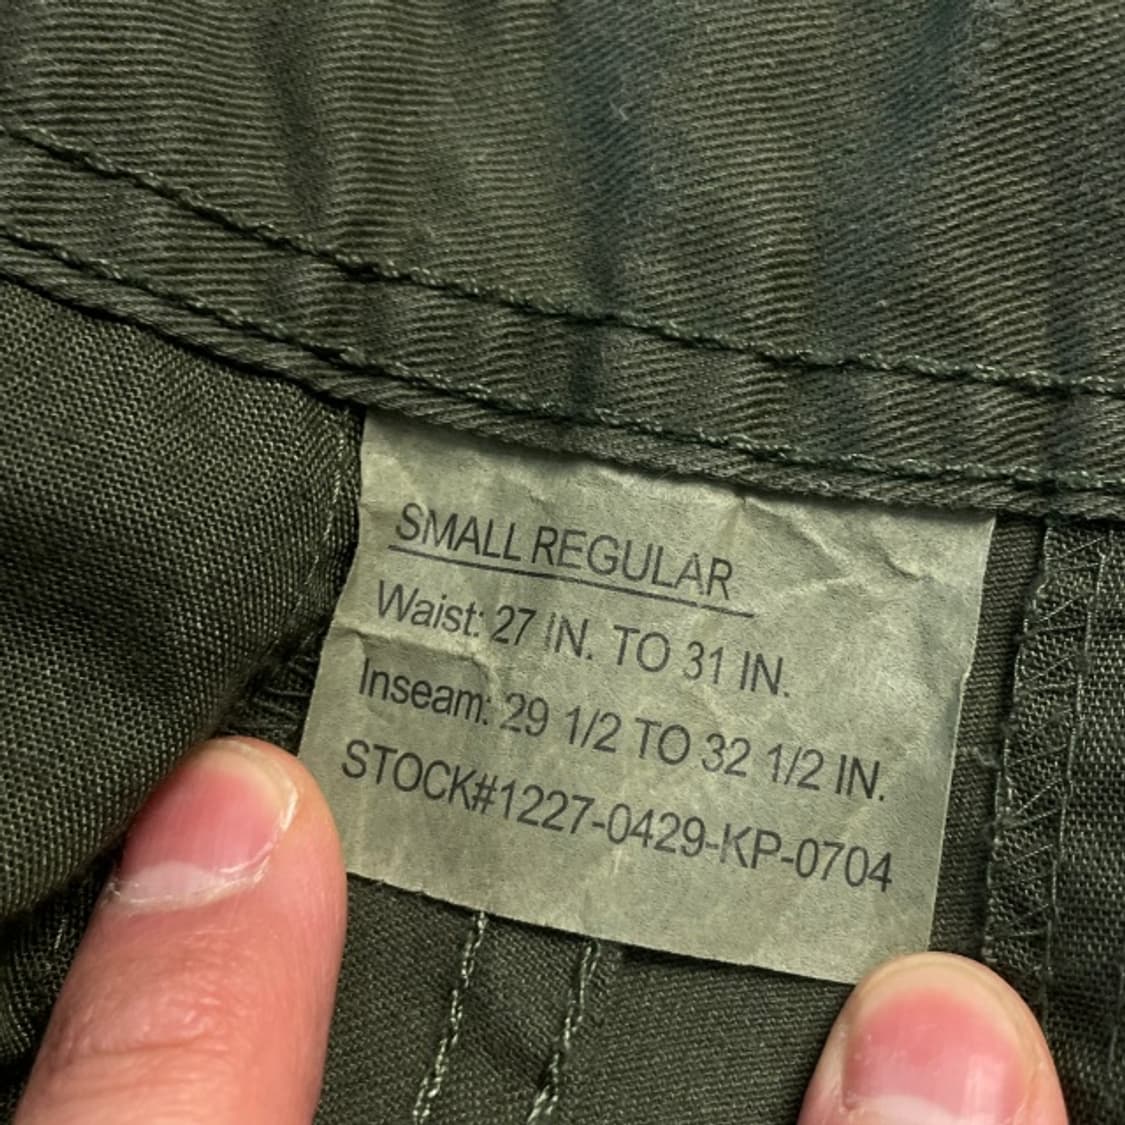 SMALL REGULAR
Waist: 27 IN. TO 31 IN.
Inseam: 29 1/2 TO 32 1/2 IN.
STOCK#1227-0429-KP-0704